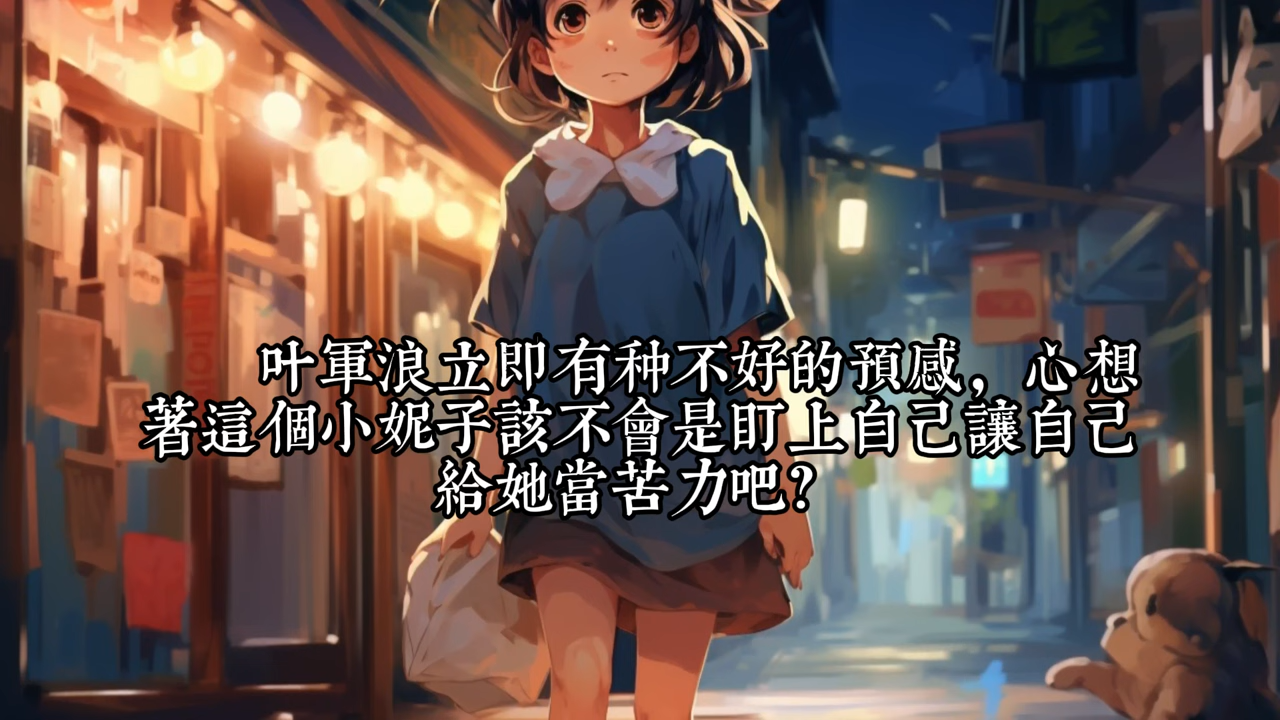 叶軍浪立即有种不好的預感，心想
著這個小妮子該不會是盯上自己讓自己
給她當苦力吧？